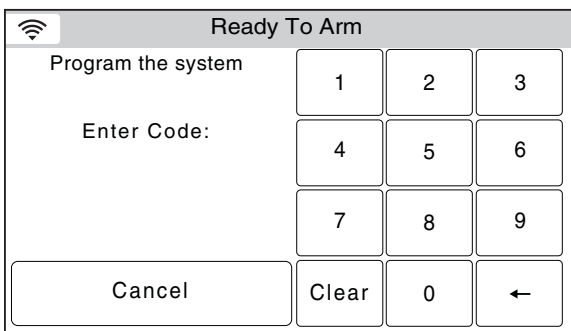 Ready To Arm
Program the system
Enter Code:
1 2 3
4 5 6
7 8 9
Cancel Clear 0 ←